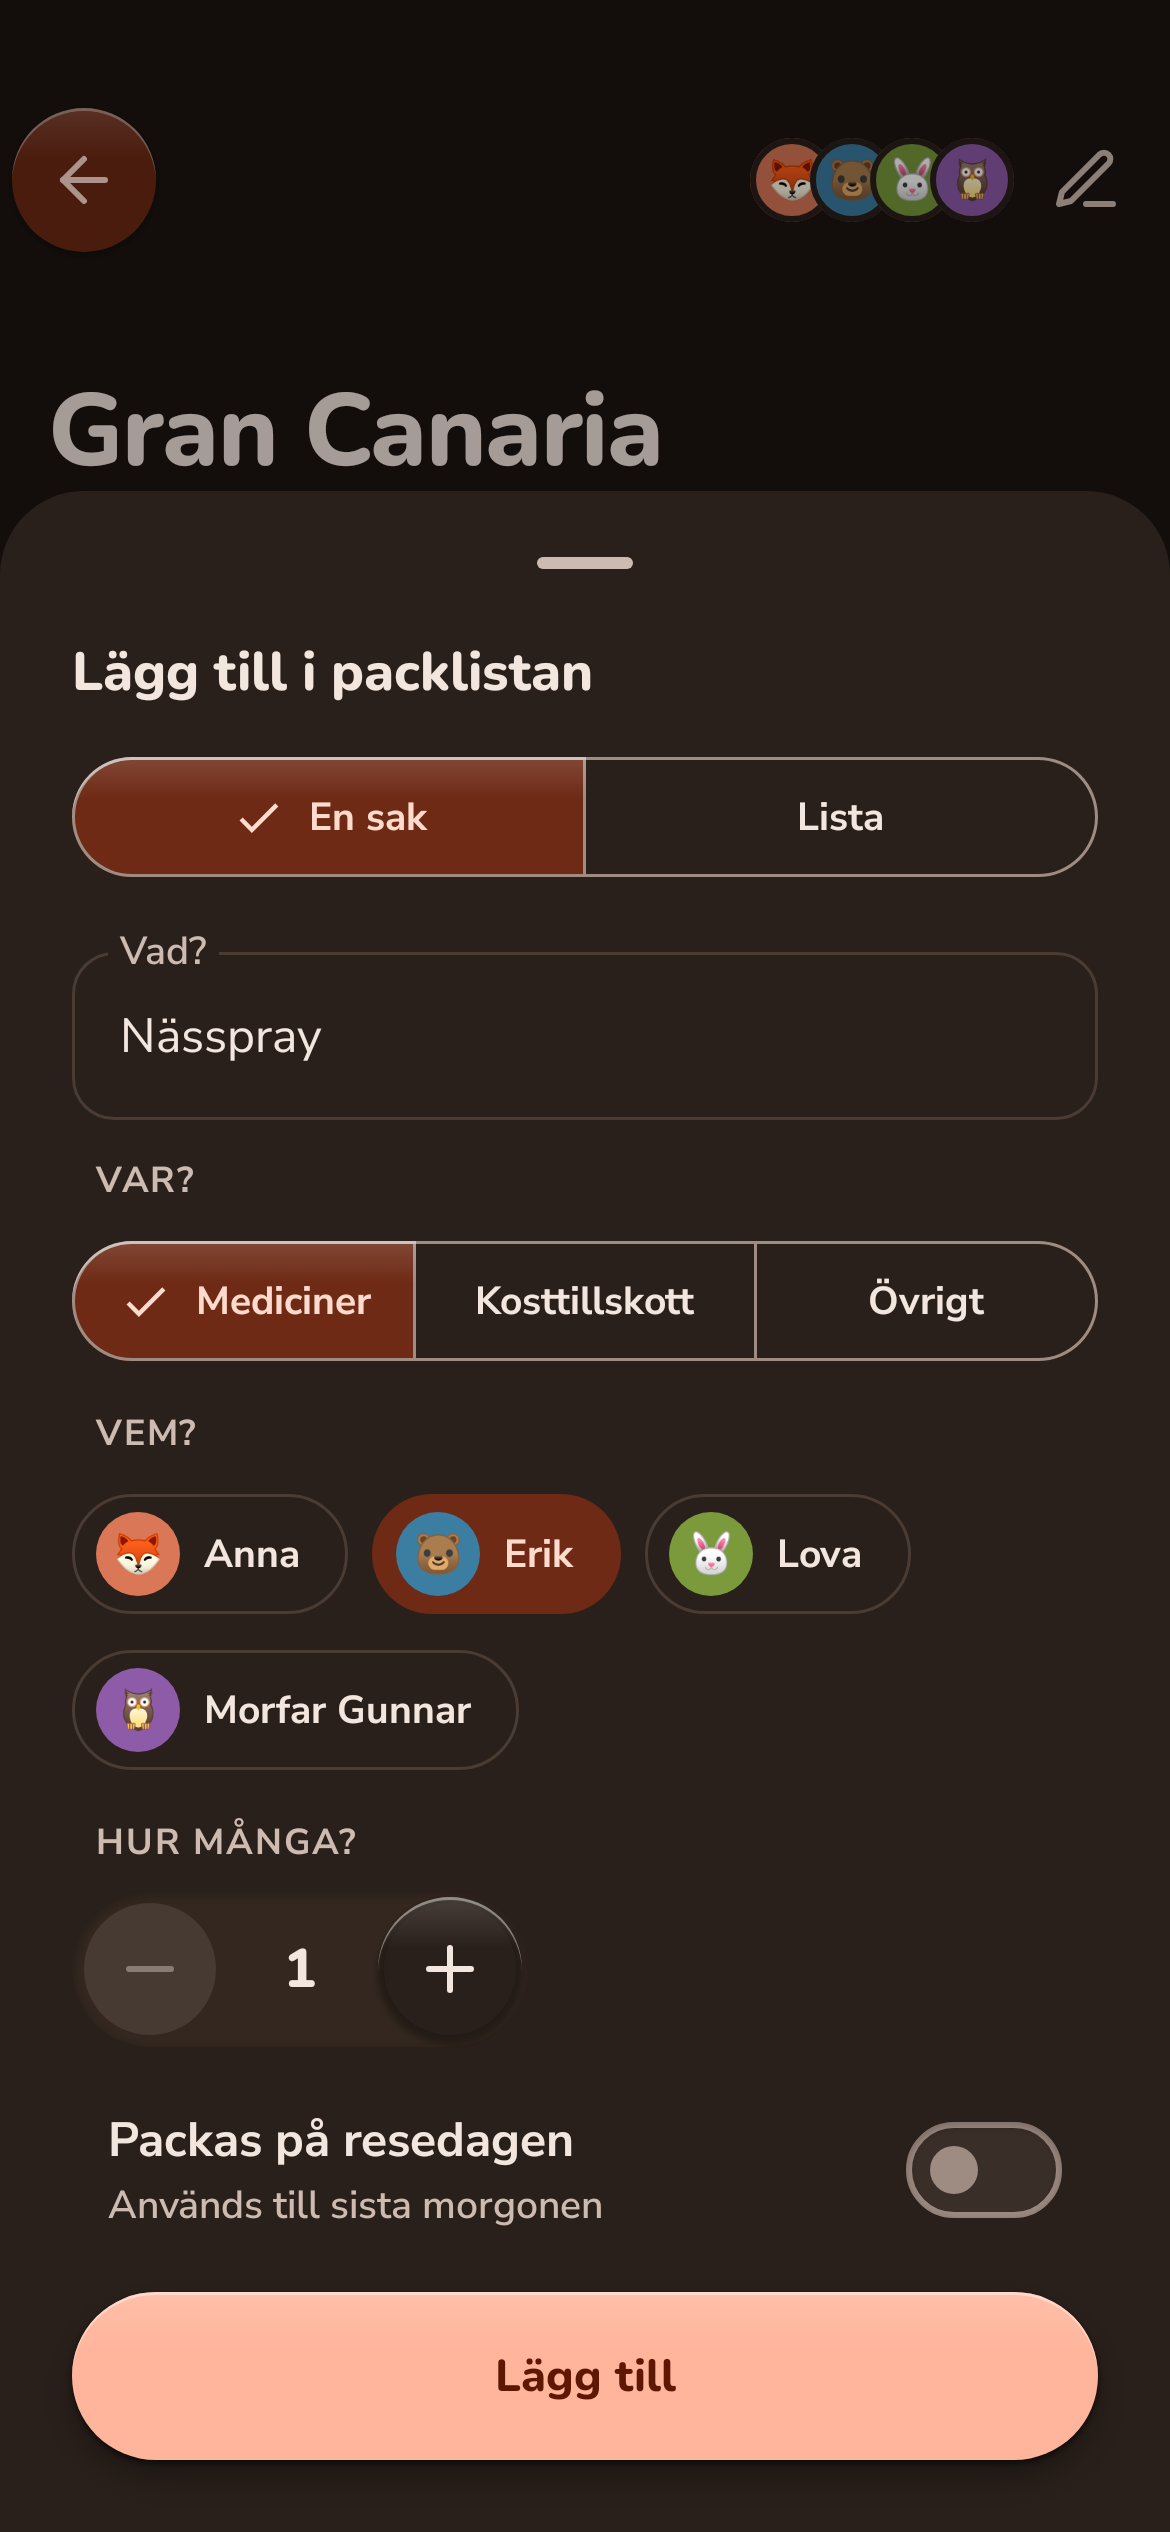 Gran Canaria
Lägg till i packlistan
En sak
Lista
Vad?
Nässpray
VAR?
Mediciner
Kosttillskott
Övrigt
VEM?
Anna
Erik
Lova
Morfar Gunnar
HUR MÅNGA?
1
Packas på resedagen
Används till sista morgonen
Lägg till